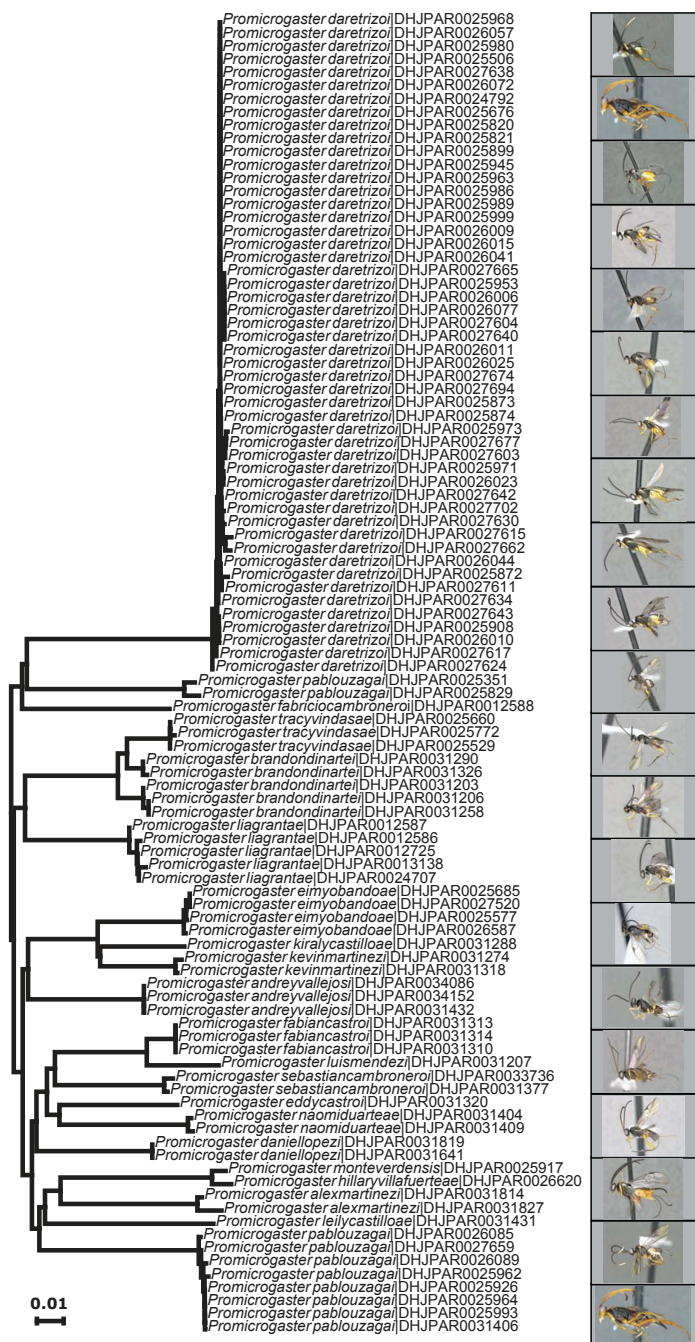 Promicrogaster daretrizoi|DHJPAR0025968
Promicrogaster daretrizoi|DHJPAR0026057
Promicrogaster daretrizoi|DHJPAR0025980
Promicrogaster daretrizoi|DHJPAR0025506
Promicrogaster daretrizoi|DHJPAR0027638
Promicrogaster daretrizoi|DHJPAR0026072
Promicrogaster daretrizoi|DHJPAR0024792
Promicrogaster daretrizoi|DHJPAR0025676
Promicrogaster daretrizoi|DHJPAR0025820
Promicrogaster daretrizoi|DHJPAR0025821
Promicrogaster daretrizoi|DHJPAR0025899
Promicrogaster daretrizoi|DHJPAR0025945
Promicrogaster daretrizoi|DHJPAR0025963
Promicrogaster daretrizoi|DHJPAR0025986
Promicrogaster daretrizoi|DHJPAR0025989
Promicrogaster daretrizoi|DHJPAR0025999
Promicrogaster daretrizoi|DHJPAR0026009
Promicrogaster daretrizoi|DHJPAR0026015
Promicrogaster daretrizoi|DHJPAR0026041
Promicrogaster daretrizoi|DHJPAR0027665
Promicrogaster daretrizoi|DHJPAR0025953
Promicrogaster daretrizoi|DHJPAR0026006
Promicrogaster daretrizoi|DHJPAR0026077
Promicrogaster daretrizoi|DHJPAR0027604
Promicrogaster daretrizoi|DHJPAR0027640
Promicrogaster daretrizoi|DHJPAR0026011
Promicrogaster daretrizoi|DHJPAR0026025
Promicrogaster daretrizoi|DHJPAR0027674
Promicrogaster daretrizoi|DHJPAR0027694
Promicrogaster daretrizoi|DHJPAR0025873
Promicrogaster daretrizoi|DHJPAR0025874
Promicrogaster daretrizoi|DHJPAR0025973
Promicrogaster daretrizoi|DHJPAR0027677
Promicrogaster daretrizoi|DHJPAR0027603
Promicrogaster daretrizoi|DHJPAR0025971
Promicrogaster daretrizoi|DHJPAR0026023
Promicrogaster daretrizoi|DHJPAR0027642
Promicrogaster daretrizoi|DHJPAR0027702
Promicrogaster daretrizoi|DHJPAR0027630
Promicrogaster daretrizoi|DHJPAR0027615
Promicrogaster daretrizoi|DHJPAR0027662
Promicrogaster daretrizoi|DHJPAR0026044
Promicrogaster daretrizoi|DHJPAR0025872
Promicrogaster daretrizoi|DHJPAR0027611
Promicrogaster daretrizoi|DHJPAR0027634
Promicrogaster daretrizoi|DHJPAR0027643
Promicrogaster daretrizoi|DHJPAR0025908
Promicrogaster daretrizoi|DHJPAR0026010
Promicrogaster daretrizoi|DHJPAR0027617
Promicrogaster daretrizoi|DHJPAR0027624
Promicrogaster pablouzagai|DHJPAR0025351
Promicrogaster pablouzagai|DHJPAR0025829
Promicrogaster fabriciocambroneroi|DHJPAR0012588
Promicrogaster tracyvindasae|DHJPAR0025660
Promicrogaster tracyvindasae|DHJPAR0025772
Promicrogaster tracyvindasae|DHJPAR0025529
Promicrogaster brandondinartei|DHJPAR0031290
Promicrogaster brandondinartei|DHJPAR0031326
Promicrogaster brandondinartei|DHJPAR0031203
Promicrogaster brandondinartei|DHJPAR0031206
Promicrogaster brandondinartei|DHJPAR0031258
Promicrogaster liagrantae|DHJPAR0012587
Promicrogaster liagrantae|DHJPAR0012586
Promicrogaster liagrantae|DHJPAR0012725
Promicrogaster liagrantae|DHJPAR0013138
Promicrogaster liagrantae|DHJPAR0024707
Promicrogaster eimyobandoae|DHJPAR0025685
Promicrogaster eimyobandoae|DHJPAR0027520
Promicrogaster eimyobandoae|DHJPAR0025577
Promicrogaster eimyobandoae|DHJPAR0026587
Promicrogaster kiralycastilloae|DHJPAR0031288
Promicrogaster kevinmartinezi|DHJPAR0031274
Promicrogaster kevinmartinezi|DHJPAR0031318
Promicrogaster andreyvallejosi|DHJPAR0034086
Promicrogaster andreyvallejosi|DHJPAR0034152
Promicrogaster andreyvallejosi|DHJPAR0031432
Promicrogaster fabiancastroi|DHJPAR0031313
Promicrogaster fabiancastroi|DHJPAR0031314
Promicrogaster fabiancastroi|DHJPAR0031310
Promicrogaster luismendezi|DHJPAR0031207
Promicrogaster sebastiancambroneroi|DHJPAR0033736
Promicrogaster sebastiancambroneroi|DHJPAR0031377
Promicrogaster eddycastroi|DHJPAR0031320
Promicrogaster naomiduarteae|DHJPAR0031404
Promicrogaster naomiduarteae|DHJPAR0031409
Promicrogaster daniellopezi|DHJPAR0031819
Promicrogaster daniellopezi|DHJPAR0031641
Promicrogaster monteverdensis|DHJPAR0025917
Promicrogaster hillaryvillafuerteae|DHJPAR0026620
Promicrogaster alexmartinezi|DHJPAR0031814
Promicrogaster alexmartinezi|DHJPAR0031827
Promicrogaster leilycastilloae|DHJPAR0031431
Promicrogaster pablouzagai|DHJPAR0026085
Promicrogaster pablouzagai|DHJPAR0027659
Promicrogaster pablouzagai|DHJPAR0026089
Promicrogaster pablouzagai|DHJPAR0025962
Promicrogaster pablouzagai|DHJPAR0025926
Promicrogaster pablouzagai|DHJPAR0025964
Promicrogaster pablouzagai|DHJPAR0025993
Promicrogaster pablouzagai|DHJPAR0031406
0.01